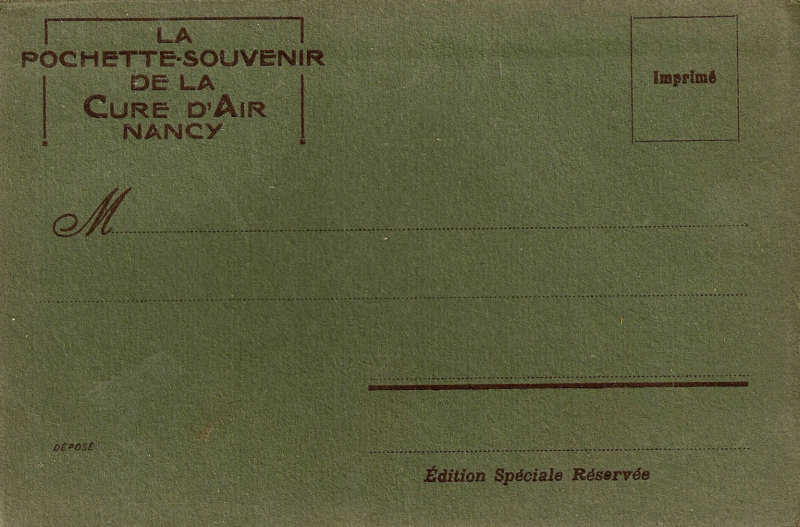 LA
POCHETTE-SOUVENIR
DE LA
CURE D'AIR
NANCY
Imprimé
M
DÉPOSÉ
Édition Spéciale Réservée